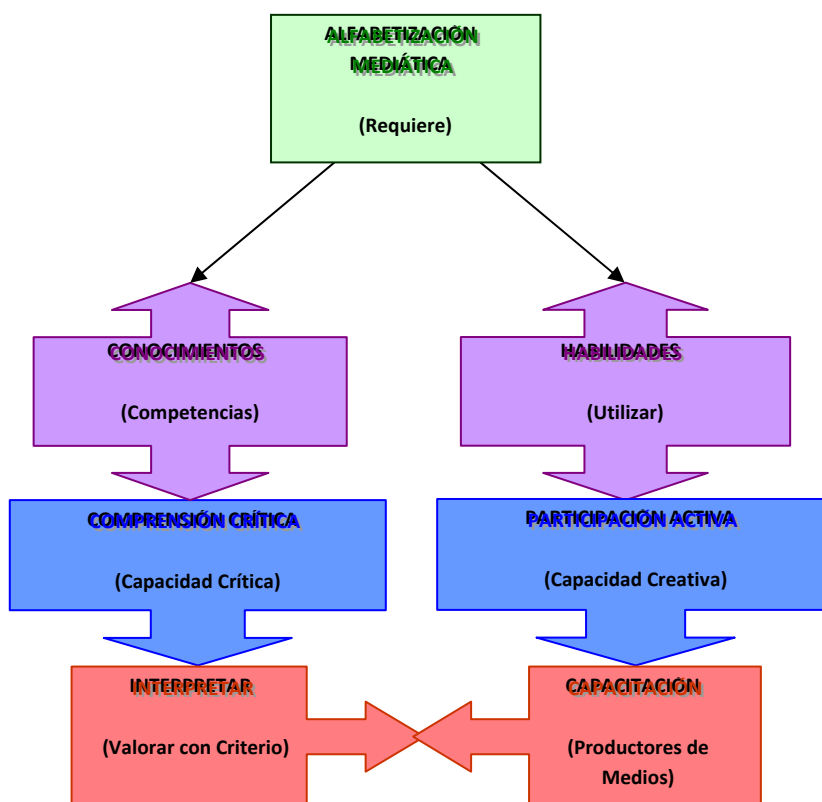 ALFABETIZACIÓN
MEDIÁTICA
(Requiere)
CONOCIMIENTOS
(Competencias)
HABILIDADES
(Utilizar)
COMPRENSIÓN CRÍTICA
(Capacidad Crítica)
PARTICIPACIÓN ACTIVA
(Capacidad Creativa)
INTERPRETAR
(Valorar con Criterio)
CAPACITACIÓN
(Productores de
Medios)